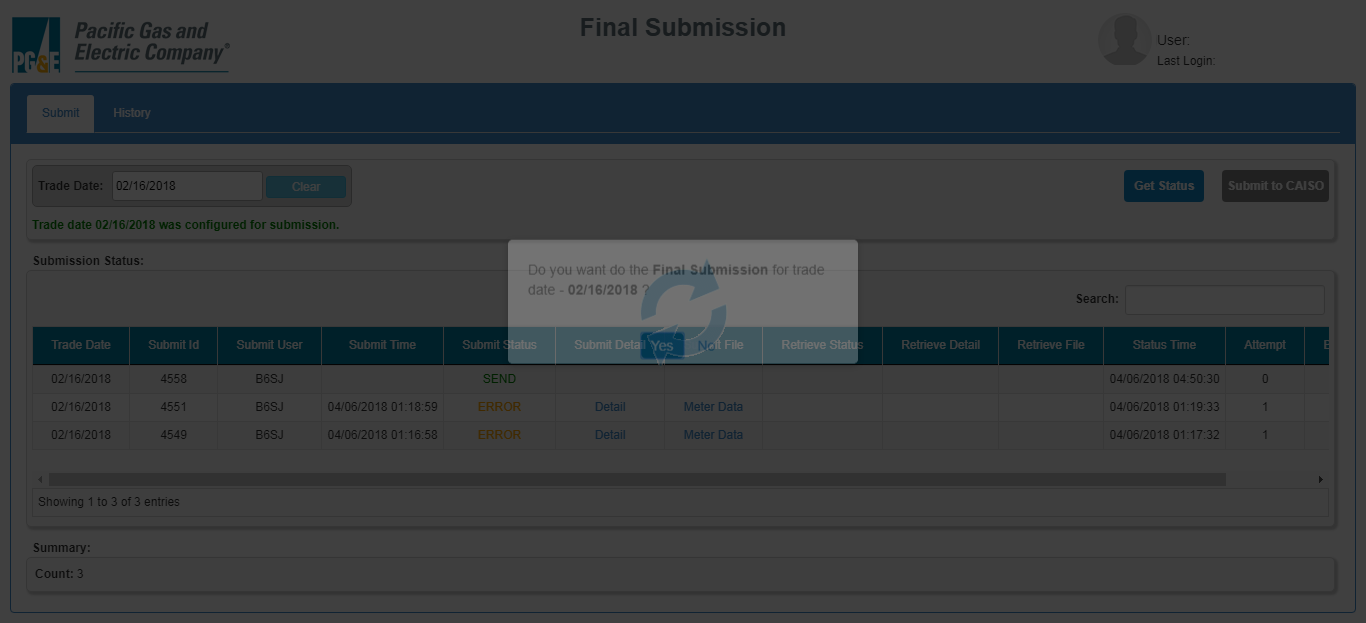 Pacific Gas and
Electric Company®
PG&E
Final Submission
User:
Last Login:
Submit History
Trade Date: 02/16/2018 Clear
Get Status Submit to CAISO
Trade date 02/16/2018 was configured for submission.
Do you want do the Final Submission for trade
date - 02/16/2018 ?
Yes No
Submission Status:
Search:
Trade Date Submit Id Submit User Submit Time Submit Status Submit Detail File Retrieve Status Retrieve Detail Retrieve File Status Time Attempt
02/16/2018 4558 B6SJ SEND 04/06/2018 04:50:30 0
02/16/2018 4551 B6SJ 04/06/2018 01:18:59 ERROR Detail Meter Data 04/06/2018 01:19:33 1
02/16/2018 4549 B6SJ 04/06/2018 01:16:58 ERROR Detail Meter Data 04/06/2018 01:17:32 1
Showing 1 to 3 of 3 entries
Summary:
Count: 3